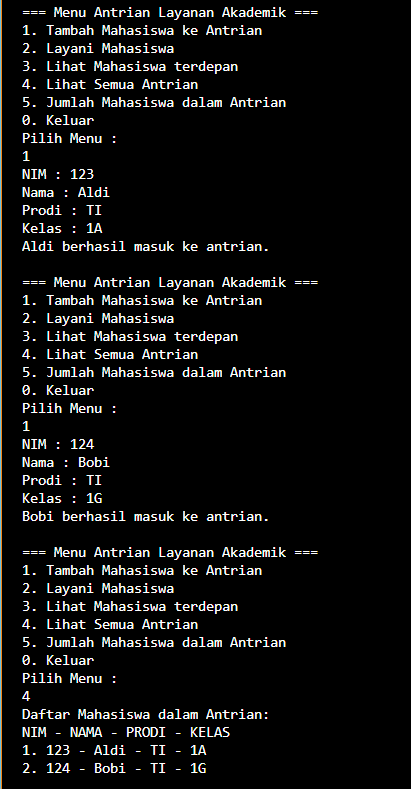 === Menu Antrian Layanan Akademik ===
1. Tambah Mahasiswa ke Antrian
2. Layani Mahasiswa
3. Lihat Mahasiswa terdepan
4. Lihat Semua Antrian
5. Jumlah Mahasiswa dalam Antrian
0. Keluar
Pilih Menu :
1
NIM : 123
Nama : Aldi
Prodi : TI
Kelas : 1A
Aldi berhasil masuk ke antrian.

=== Menu Antrian Layanan Akademik ===
1. Tambah Mahasiswa ke Antrian
2. Layani Mahasiswa
3. Lihat Mahasiswa terdepan
4. Lihat Semua Antrian
5. Jumlah Mahasiswa dalam Antrian
0. Keluar
Pilih Menu :
1
NIM : 124
Nama : Bobi
Prodi : TI
Kelas : 1G
Bobi berhasil masuk ke antrian.

=== Menu Antrian Layanan Akademik ===
1. Tambah Mahasiswa ke Antrian
2. Layani Mahasiswa
3. Lihat Mahasiswa terdepan
4. Lihat Semua Antrian
5. Jumlah Mahasiswa dalam Antrian
0. Keluar
Pilih Menu :
4
Daftar Mahasiswa dalam Antrian:
NIM - NAMA - PRODI - KELAS
1. 123 - Aldi - TI - 1A
2. 124 - Bobi - TI - 1G